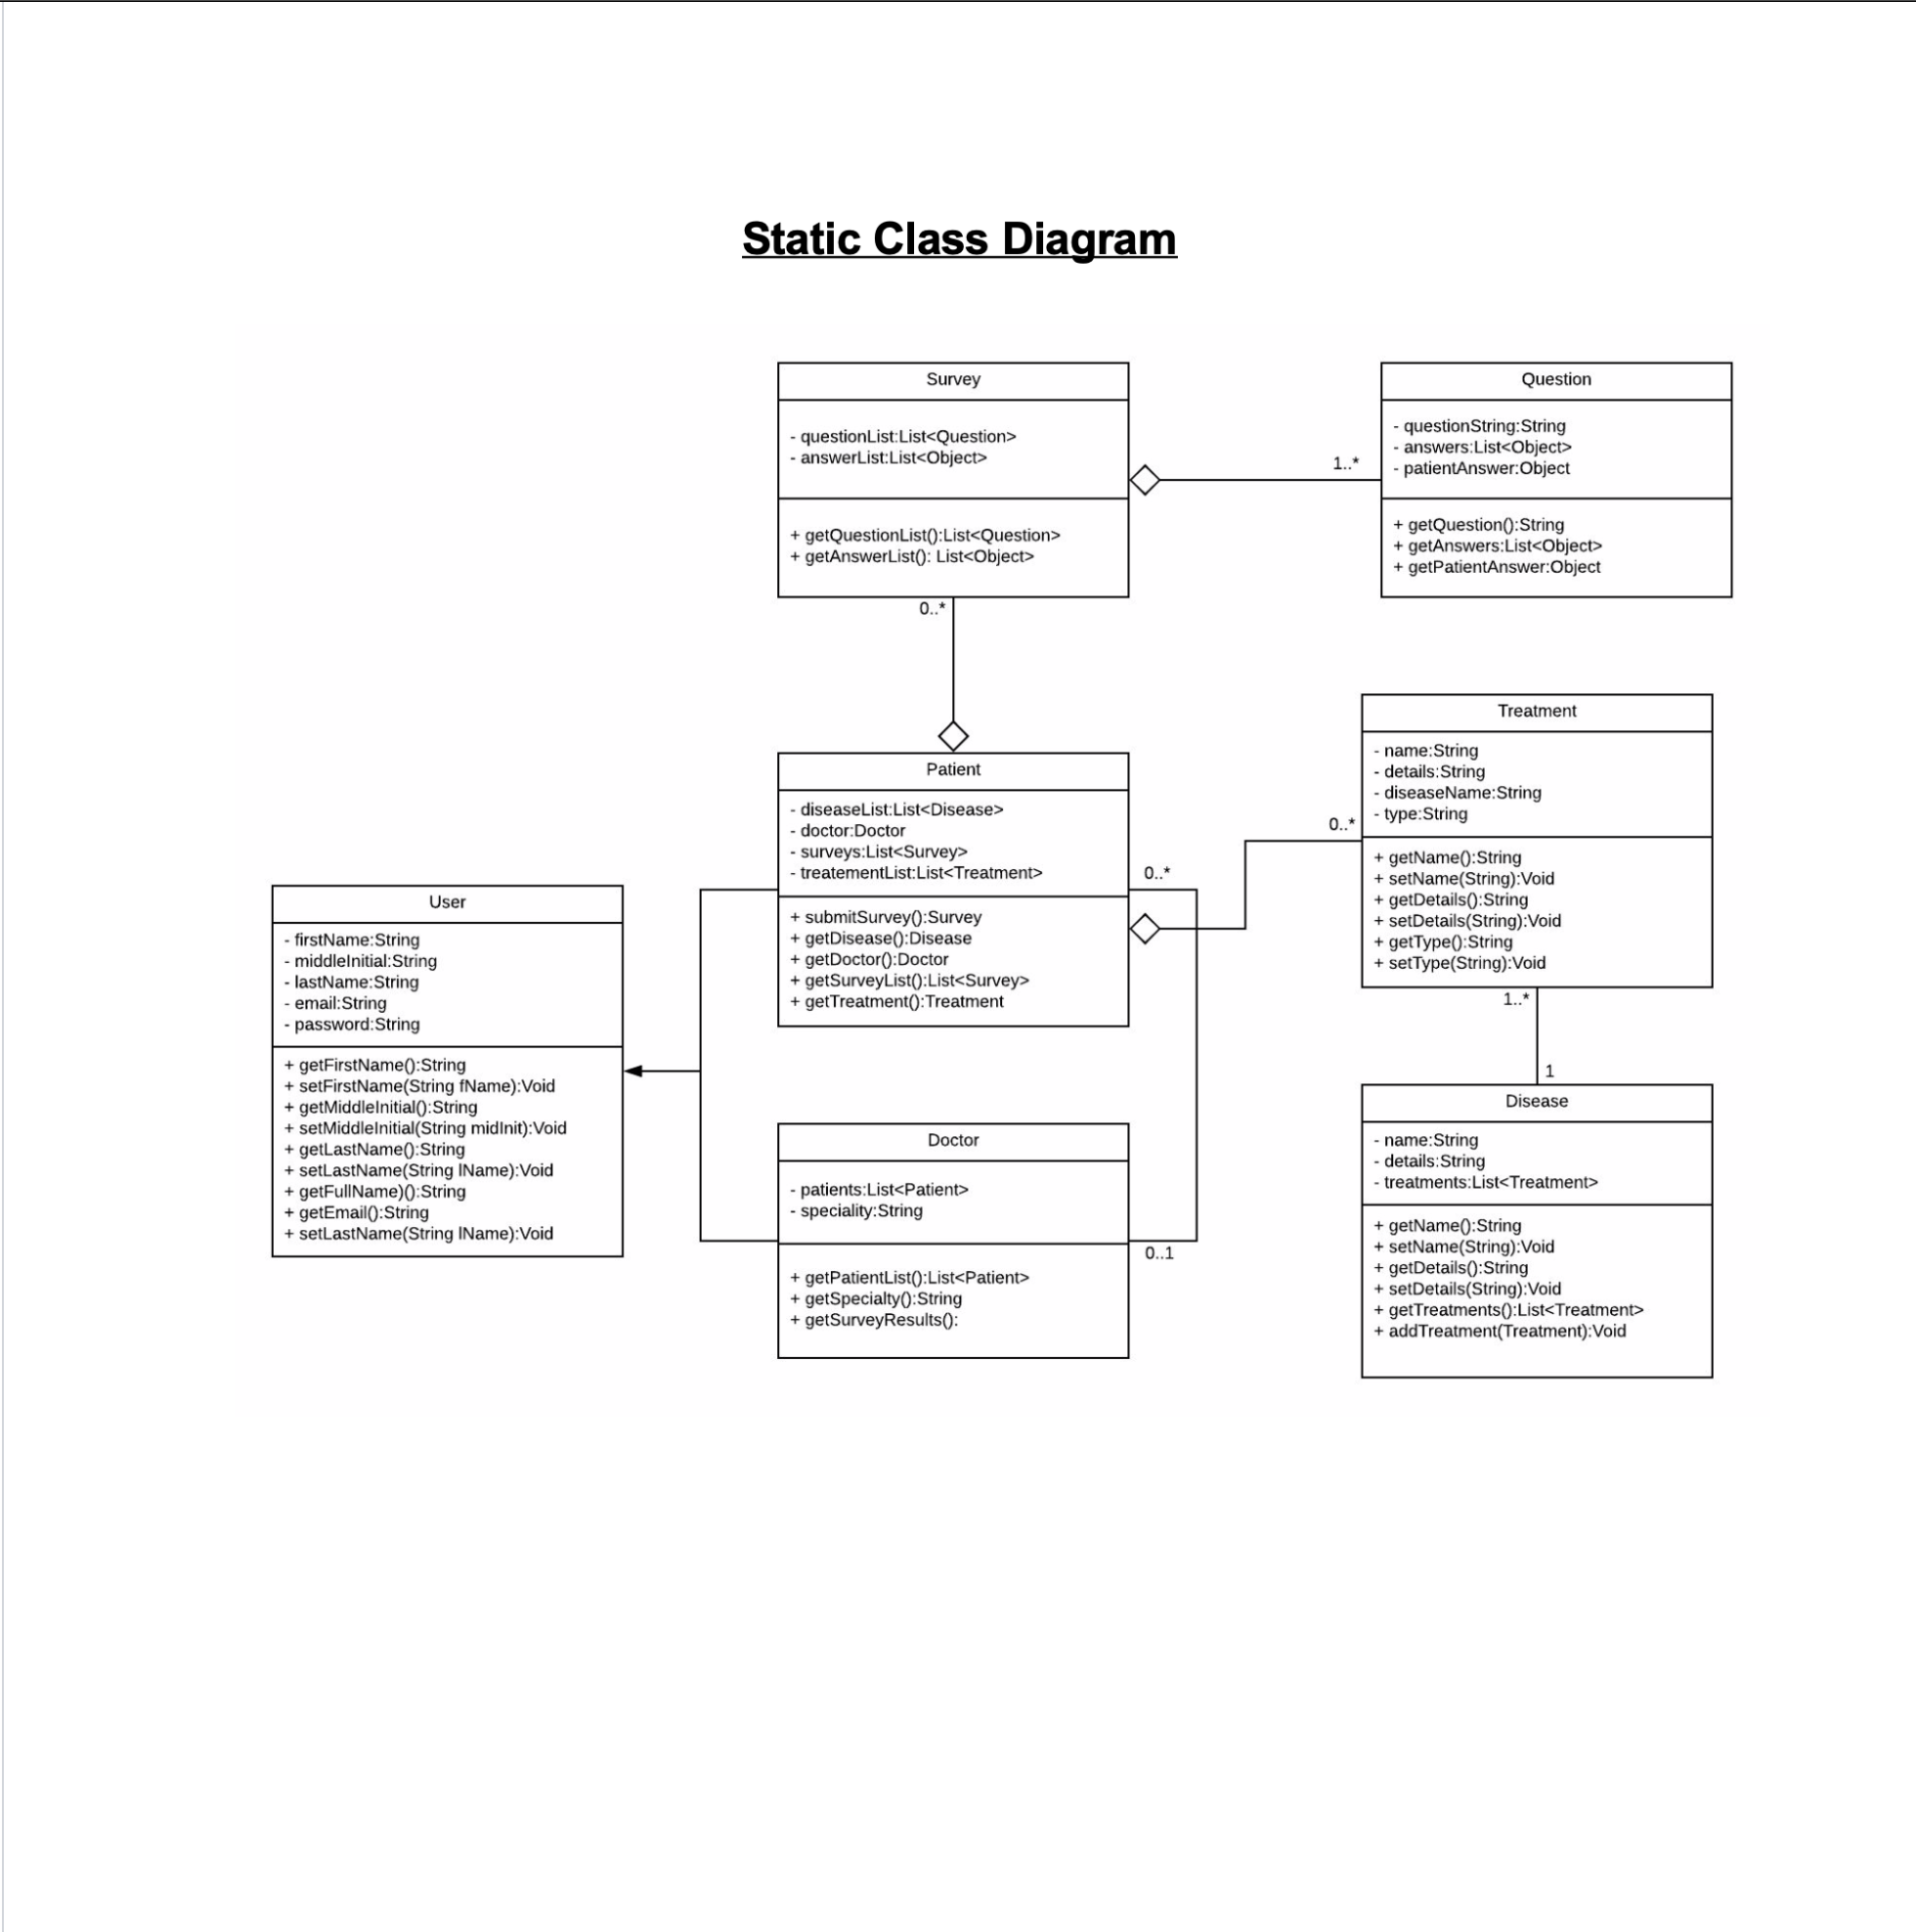 Static Class Diagram
Survey
- questionList:List<Question>
- answerList:List<Object>
+ getQuestionList():List<Question>
+ getAnswerList(): List<Object>
0..*
1..*
Question
- questionString:String
- answers:List<Object>
- patientAnswer:Object
+ getQuestion():String
+ getAnswers:List<Object>
+ getPatientAnswer:Object
Patient
- diseaseList:List<Disease>
- doctor:Doctor
- surveys:List<Survey>
- treatementList:List<Treatment>
+ submitSurvey():Survey
+ getDisease():Disease
+ getDoctor():Doctor
+ getSurveyList():List<Survey>
+ getTreatment():Treatment
0..*
0..*
Treatment
- name:String
- details:String
- diseaseName:String
- type:String
+ getName():String
+ setName(String):Void
+ getDetails():String
+ setDetails(String):Void
+ getType():String
+ setType(String):Void
1..*
1
User
- firstName:String
- middleInitial:String
- lastName:String
- email:String
- password:String
+ getFirstName():String
+ setFirstName(String fName):Void
+ getMiddleInitial():String
+ setMiddleInitial(String midInit):Void
+ getLastName():String
+ setLastName(String lName):Void
+ getFullName)():String
+ getEmail():String
+ setLastName(String lName):Void
Doctor
- patients:List<Patient>
- speciality:String
+ getPatientList():List<Patient>
+ getSpecialty():String
+ getSurveyResults():
0..1
Disease
- name:String
- details:String
- treatments:List<Treatment>
+ getName():String
+ setName(String):Void
+ getDetails():String
+ setDetails(String):Void
+ getTreatments():List<Treatment>
+ addTreatment(Treatment):Void